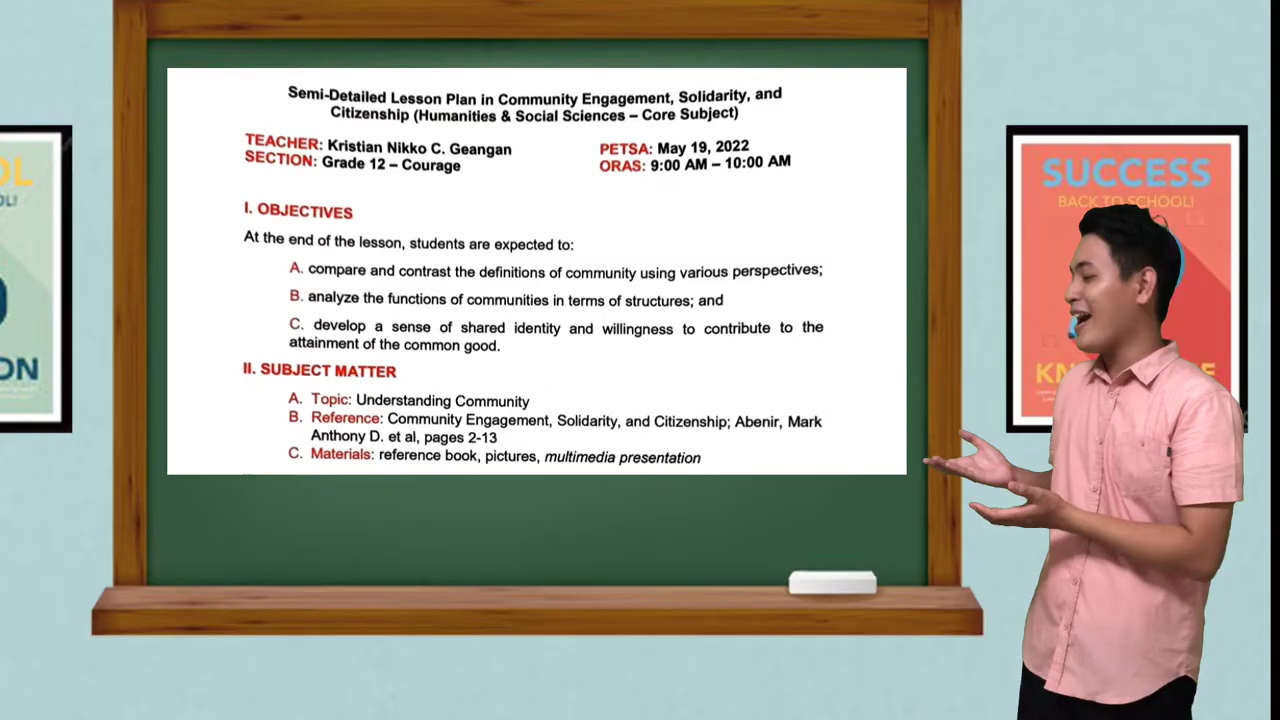 Semi-Detailed Lesson Plan in Community Engagement, Solidarity, and
Citizenship (Humanities & Social Sciences – Core Subject)
TEACHER: Kristian Nikko C. Geangan
SECTION: Grade 12 – Courage
PETSA: May 19, 2022
ORAS: 9:00 AM – 10:00 AM
I. OBJECTIVES
At the end of the lesson, students are expected to:
A. compare and contrast the definitions of community using various perspectives;
B. analyze the functions of communities in terms of structures; and
C. develop a sense of shared identity and willingness to contribute to the
attainment of the common good.
II. SUBJECT MATTER
A. Topic: Understanding Community
B. Reference: Community Engagement, Solidarity, and Citizenship; Abenir, Mark
Anthony D. et al, pages 2-13
C. Materials: reference book, pictures, multimedia presentation
OL
OL!
ON
SUCCESS
BACK TO SCHOOL!